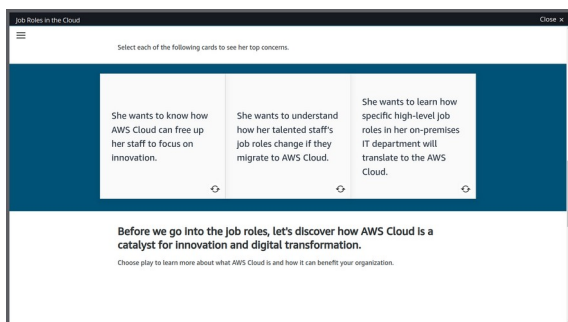 Job Roles in the Cloud
Close ×
Select each of the following cards to see her top concerns.
She wants to know how
AWS Cloud can free up
her staff to focus on
innovation.
She wants to understand
how her talented staff's
job roles change if they
migrate to AWS Cloud.
She wants to learn how
specific high-level job
roles in her on-premises
IT department will
translate to the AWS
Cloud.
Before we go into the job roles, let's discover how AWS Cloud is a
catalyst for innovation and digital transformation.
Choose play to learn more about what AWS Cloud is and how it can benefit your organization.